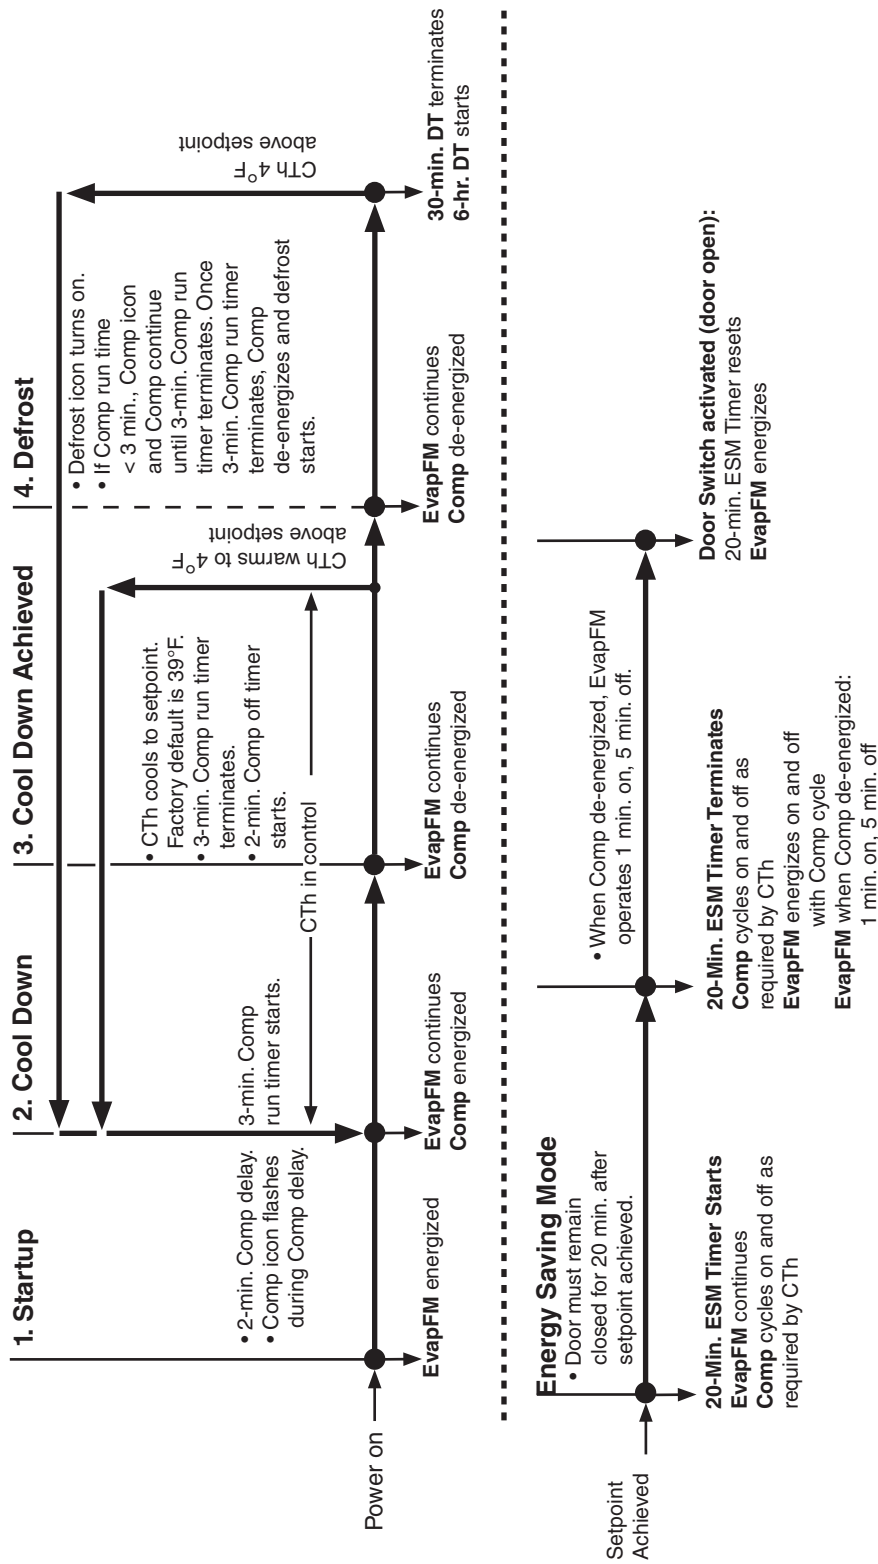 1. Startup
2. Cool Down
3. Cool Down Achieved
4. Defrost
• 2-min. Comp delay.
• Comp icon flashes
during Comp delay.
3-min. Comp
run timer starts.
• CTh cools to setpoint.
Factory default is 39°F.
• 3-min. Comp run timer
terminates.
• 2-min. Comp off timer
starts.
CTh in control
CTh warms to 4°F
above setpoint
• Defrost icon turns on.
• If Comp run time
< 3 min., Comp icon
and Comp continue
until 3-min. Comp run
timer terminates. Once
3-min. Comp run timer
terminates, Comp
de-energizes and defrost
starts.
CTh 4°F
above setpoint
Power on
EvapFM energized
EvapFM continues
Comp energized
EvapFM continues
Comp de-energized
EvapFM continues
Comp de-energized
30-min. DT terminates
6-hr. DT starts
Energy Saving Mode
• Door must remain
closed for 20 min. after
setpoint achieved.
• When Comp de-energized, EvapFM
operates 1 min. on, 5 min. off.
Setpoint
Achieved
20-Min. ESM Timer Starts
EvapFM continues
Comp cycles on and off as
required by CTh
20-Min. ESM Timer Terminates
Comp cycles on and off as
required by CTh
EvapFM energizes on and off
with Comp cycle
EvapFM when Comp de-energized:
1 min. on, 5 min. off
Door Switch activated (door open):
20-min. ESM Timer resets
EvapFM energizes